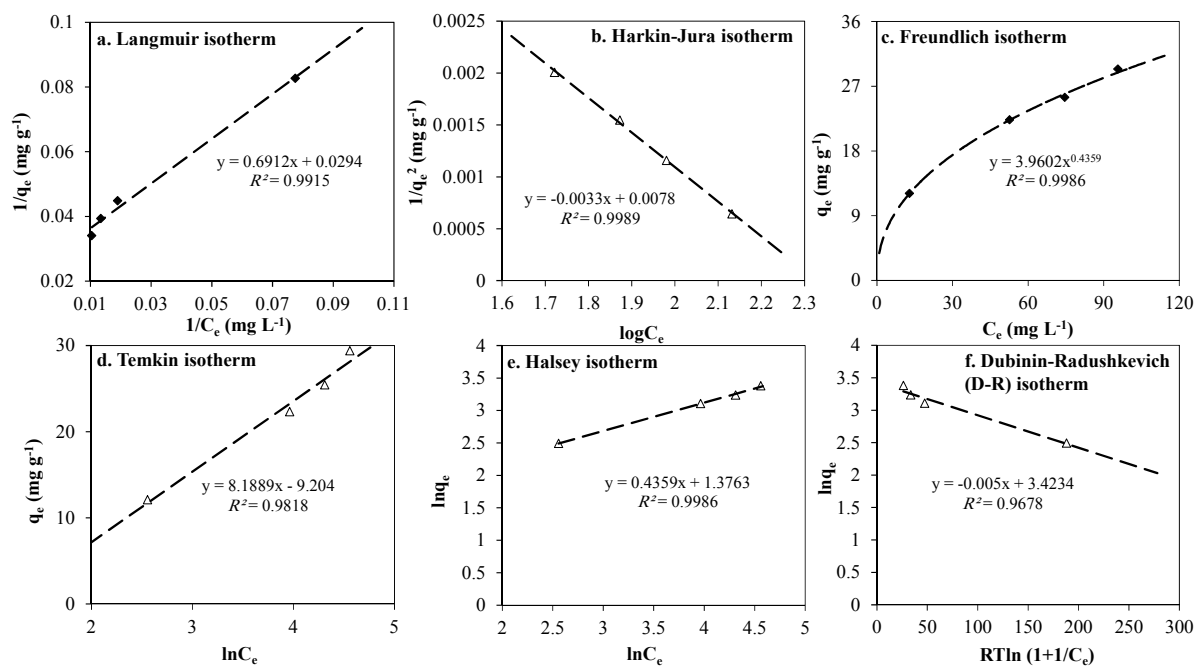 a. Langmuir isotherm
0.1
0.08
0.06
0.04
0.02
0.01
0.03
0.05
0.07
0.09
0.11
1/qₑ (mg g⁻¹)
1/Cₑ (mg L⁻¹)
y = 0.6912x + 0.0294
R² = 0.9915
b. Harkin-Jura isotherm
0.0025
0.002
0.0015
0.001
0.0005
0
1.6
1.7
1.8
1.9
2
2.1
2.2
2.3
1/qₑ² (mg g⁻¹)
logCₑ
y = -0.0033x + 0.0078
R² = 0.9989
c. Freundlich isotherm
36
27
18
9
0
0
30
60
90
120
qₑ (mg g⁻¹)
Cₑ (mg L⁻¹)
y = 3.9602x⁰·⁴³⁵⁹
R² = 0.9986
d. Temkin isotherm
30
20
10
0
2
3
4
5
qₑ (mg g⁻¹)
lnCₑ
y = 8.1889x - 9.204
R² = 0.9818
e. Halsey isotherm
4
3.5
3
2.5
2
1.5
1
0.5
0
2
2.5
3
3.5
4
4.5
5
lnqₑ
lnCₑ
y = 0.4359x + 1.3763
R² = 0.9986
f. Dubinin-Radushkevich
(D-R) isotherm
4
3.5
3
2.5
2
1.5
1
0.5
0
0
50
100
150
200
250
300
lnqₑ
RTln (1+1/Cₑ)
y = -0.005x + 3.4234
R² = 0.9678